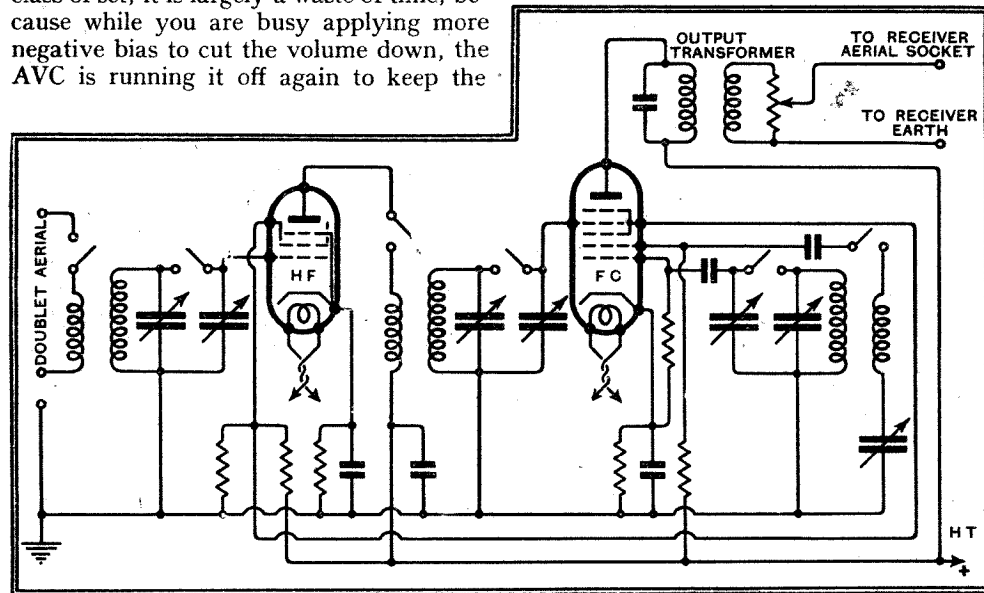 class of set, it is largely a waste of time, be-
cause while you are busy applying more
negative bias to cut the volume down, the
AVC is running it off again to keep the
OUTPUT
TRANSFORMER
TO RECEIVER
AERIAL SOCKET
TO RECEIVER
EARTH
DOUBLET AERIAL
HF
FC
HT
+